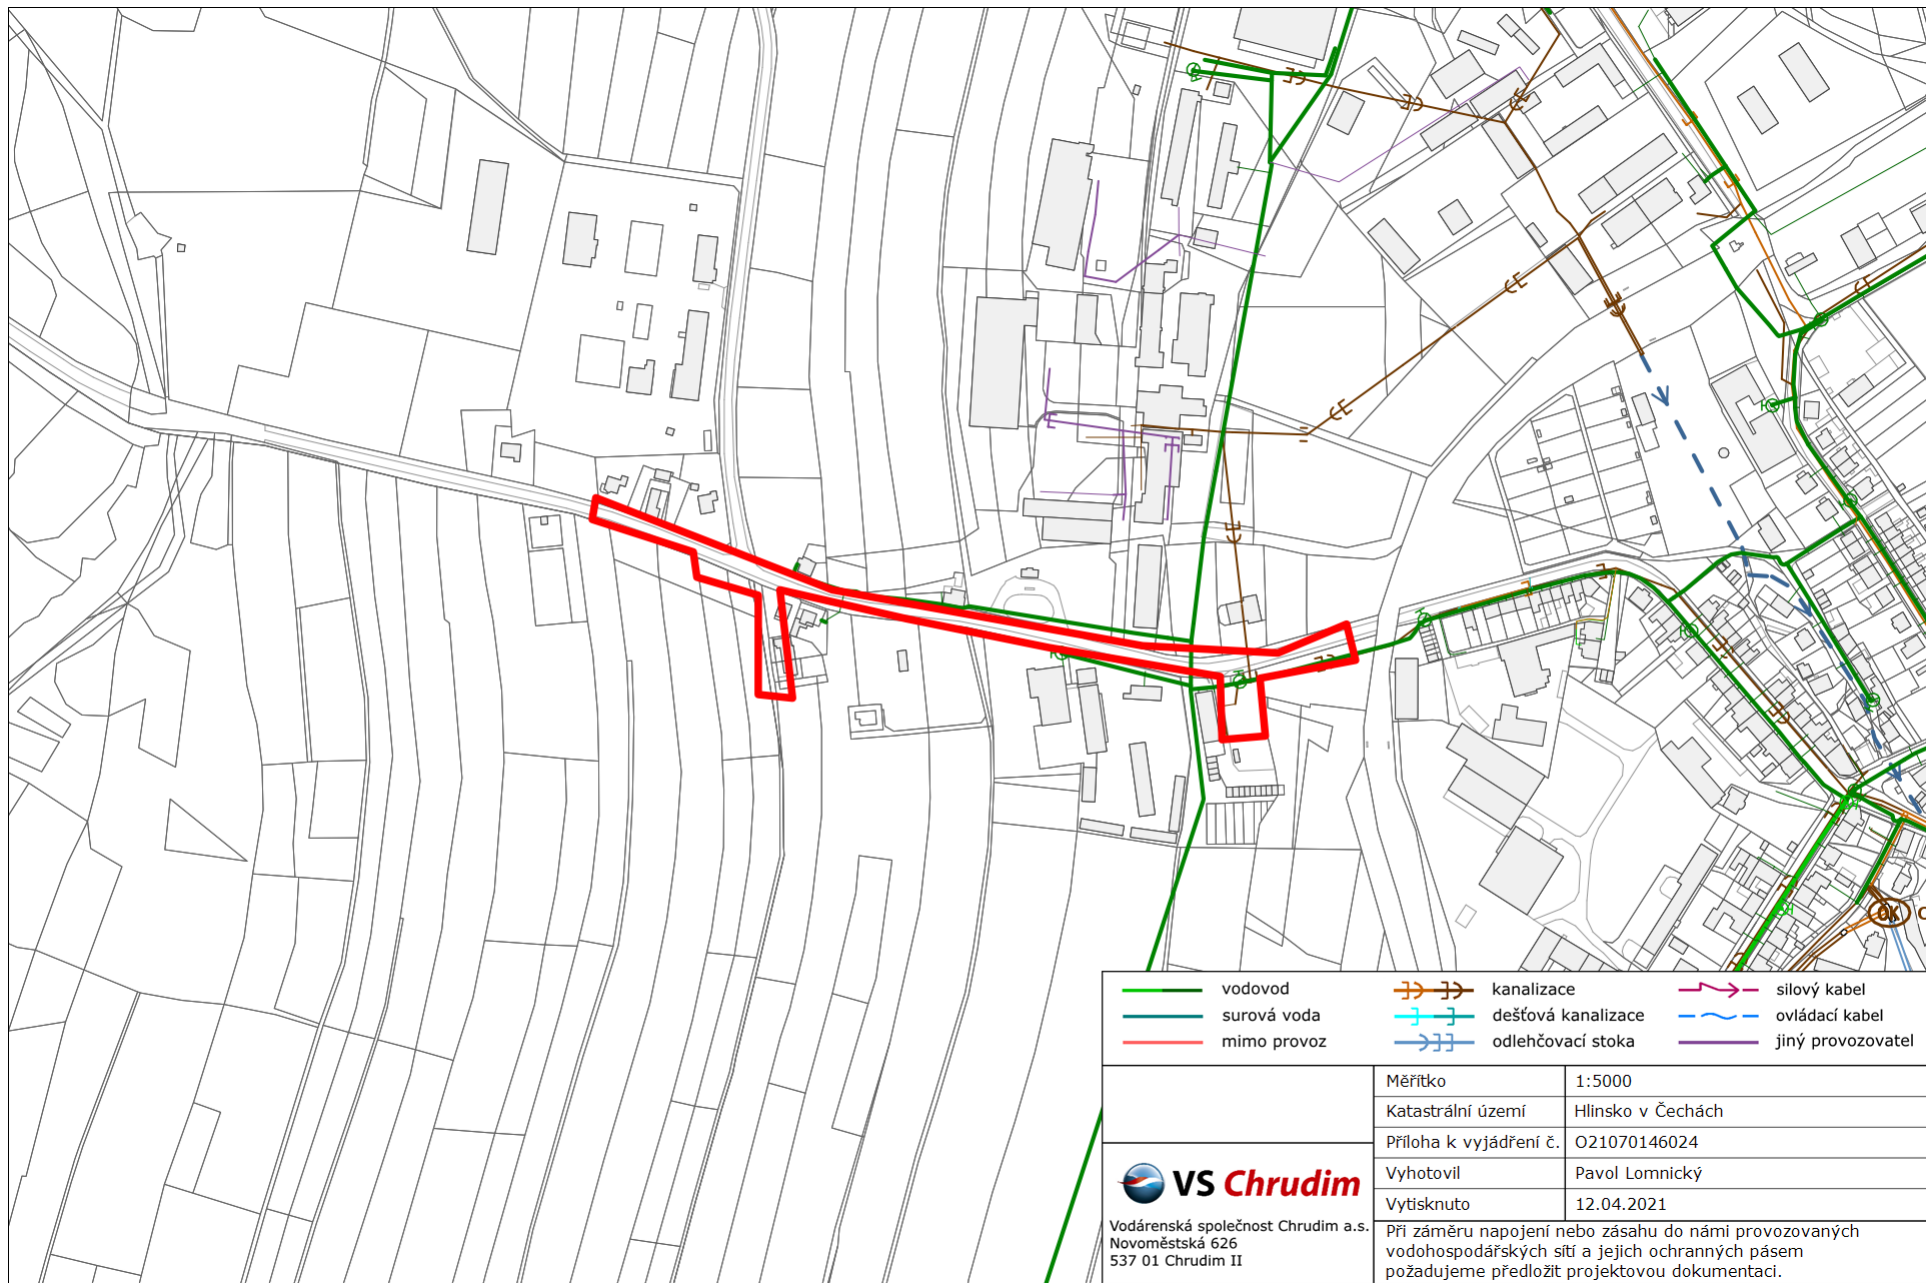 vodovod
surová voda
mimo provoz
kanalizace
dešťová kanalizace
odlehčovací stoka
silový kabel
ovládací kabel
jiný provozovatel
Měřítko 1:5000
Katastrální území Hlinsko v Čechách
Příloha k vyjádření č. O21070146024
Vyhotovil Pavol Lomnický
Vytisknuto 12.04.2021
VS Chrudim
Vodárenská společnost Chrudim a.s.
Novoměstská 626
537 01 Chrudim II
Při záměru napojení nebo zásahu do námi provozovaných
vodohospodářských sítí a jejich ochranných pásem
požadujeme předložit projektovou dokumentaci.
OK